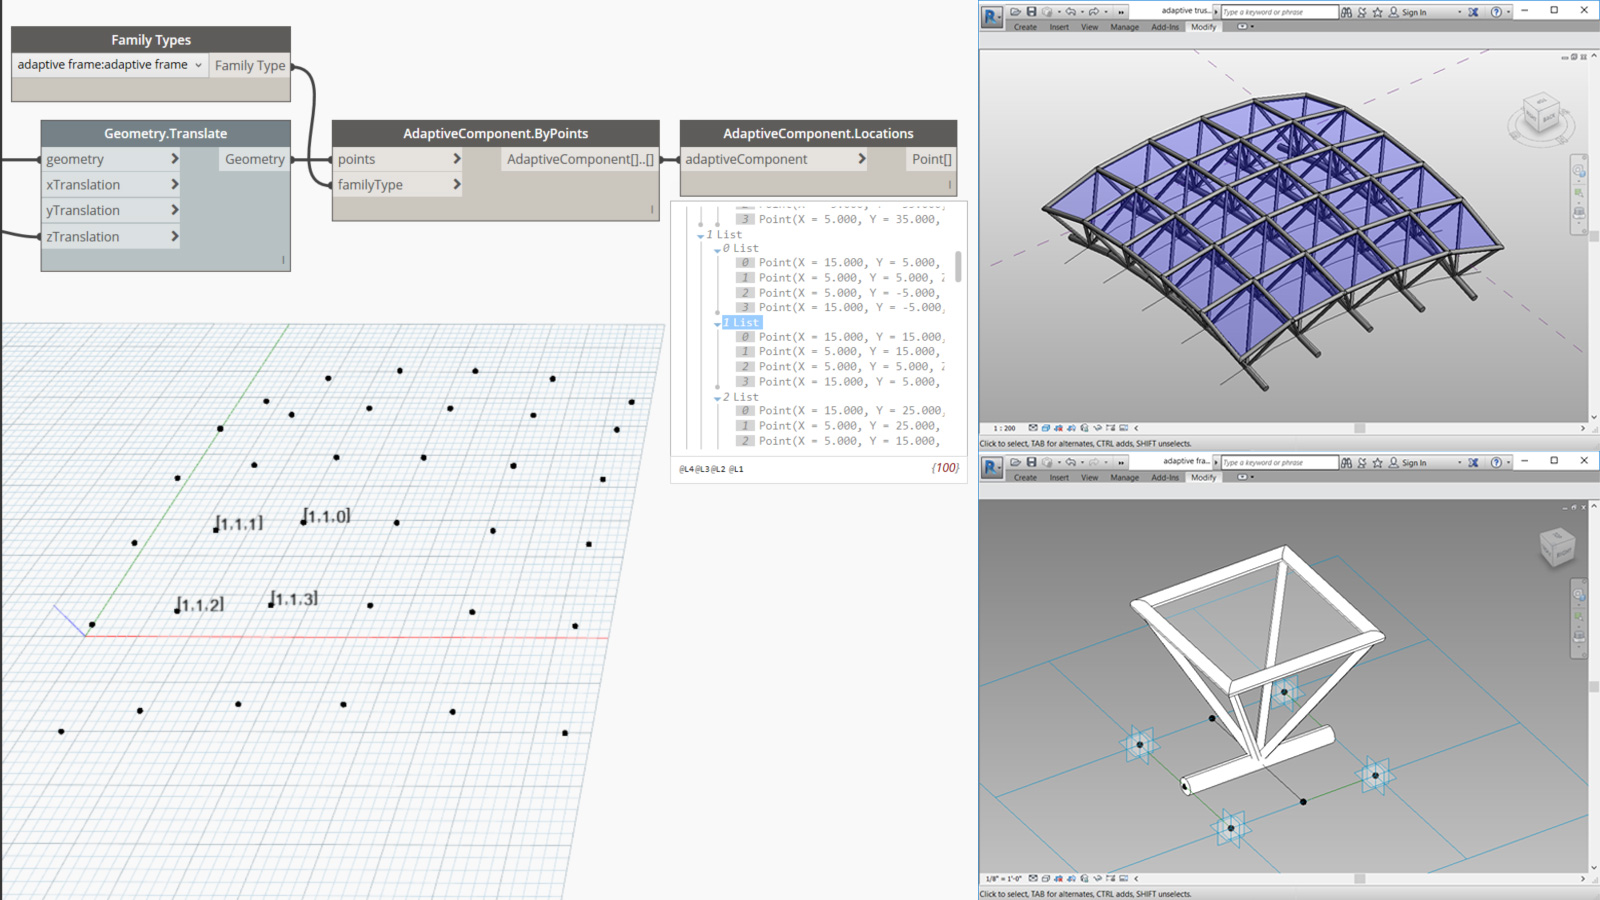 Family Types
adaptive frame:adaptive frame
Family Type
Geometry.Translate
geometry
Geometry
xTranslation
yTranslation
zTranslation
AdaptiveComponent.ByPoints
points
AdaptiveComponent[]..[]
familyType
AdaptiveComponent.Locations
adaptiveComponent
Point[]
3 Point(X = 5.000, Y = 35.000,
1 List
0 List
0 Point(X = 15.000, Y = 5.000,
1 Point(X = 5.000, Y = 5.000, Z
2 Point(X = 5.000, Y = -5.000,
3 Point(X = 15.000, Y = -5.000,
1 List
0 Point(X = 15.000, Y = 15.000,
1 Point(X = 5.000, Y = 15.000,
2 Point(X = 5.000, Y = 5.000, Z
3 Point(X = 15.000, Y = 5.000,
2 List
0 Point(X = 15.000, Y = 25.000,
1 Point(X = 5.000, Y = 25.000,
2 Point(X = 5.000, Y = 15.000,
@L4@L3@L2 @L1
{100}
[1.1.1]
[1.1.0]
[1.1.2]
[1.1.3]
adaptive trus...
Type a keyword or phrase
Sign In
Create Insert View Manage Add-Ins Modify
1 : 200
Click to select, TAB for alternates, CTRL adds, SHIFT unselects.
adaptive fra...
Type a keyword or phrase
Sign In
Create Insert View Manage Add-Ins Modify
1/8" = 1'-0"
Click to select, TAB for alternates, CTRL adds, SHIFT unselects.